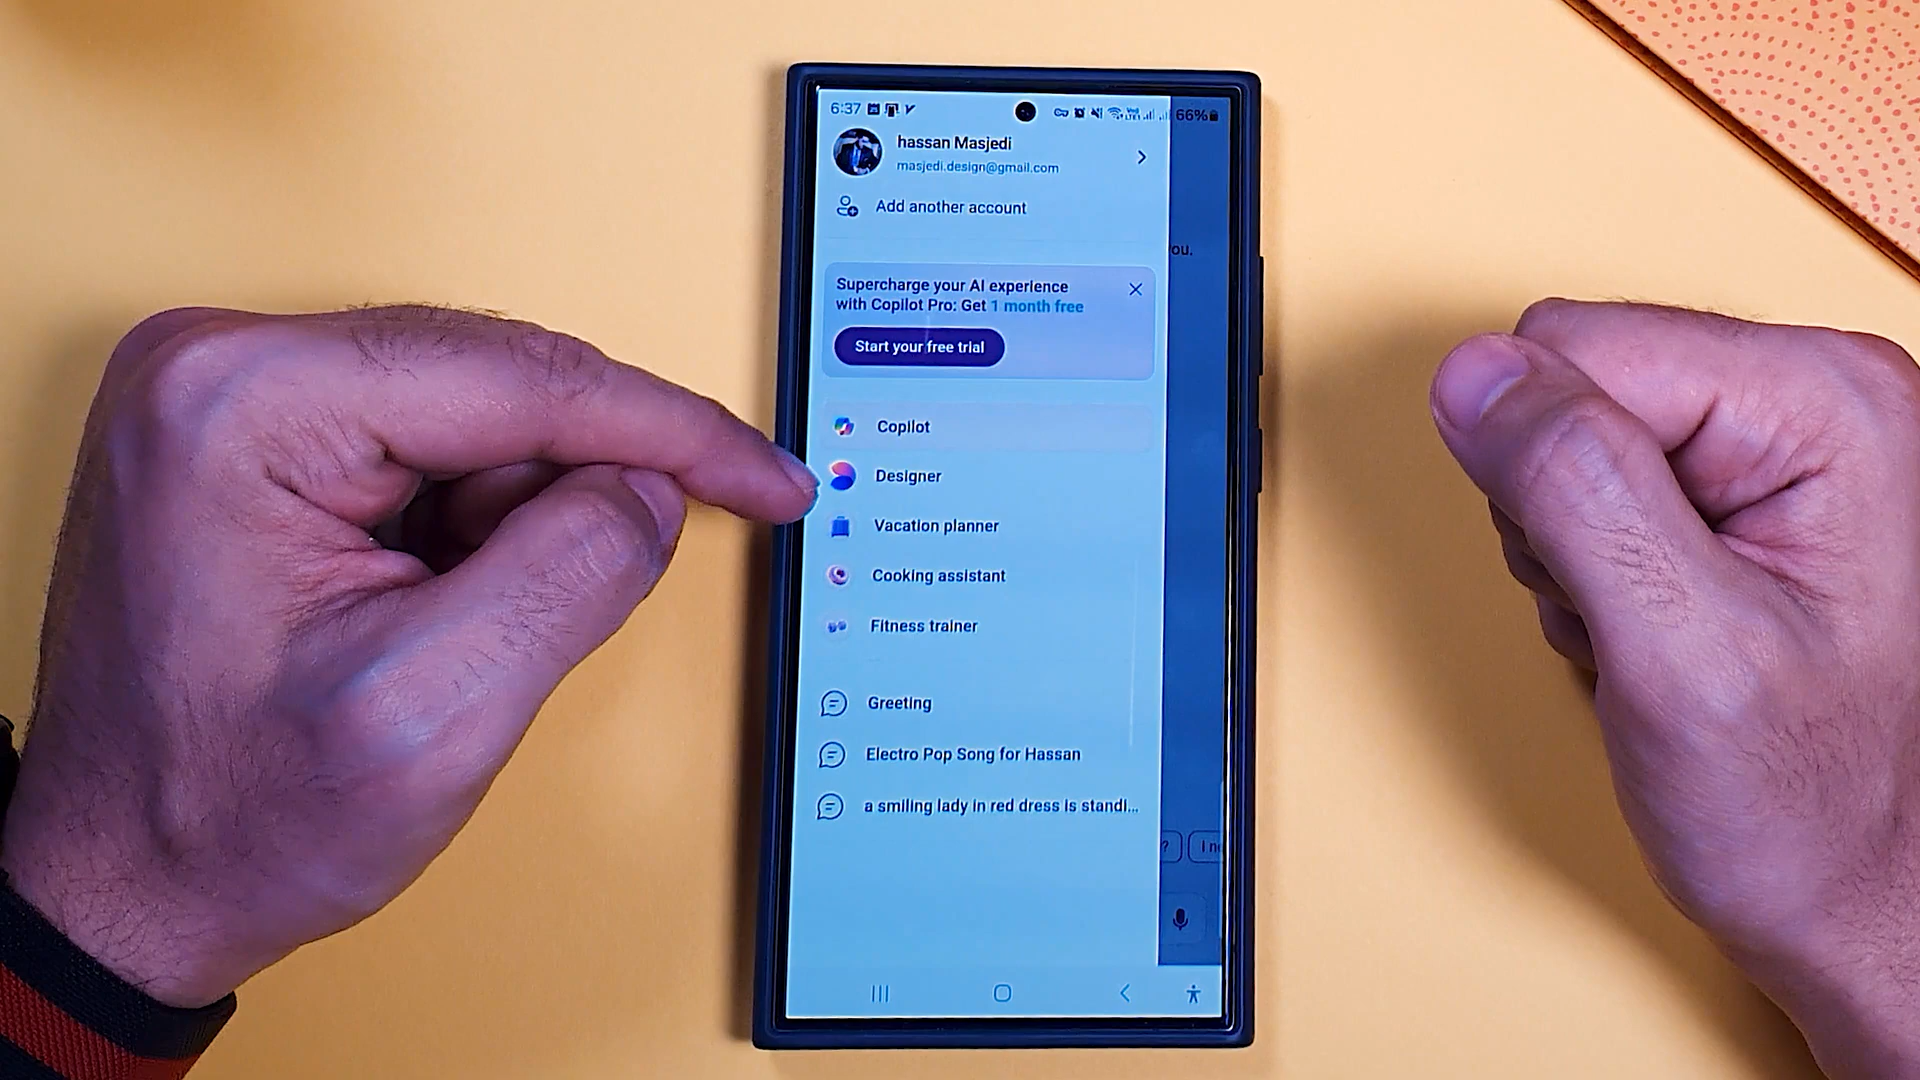 6:37
66%
hassan Masjedi
masjedi.design@gmail.com
Add another account
ou.
Supercharge your AI experience
with Copilot Pro: Get 1 month free
Start your free trial
Copilot
Designer
Vacation planner
Cooking assistant
Fitness trainer
Greeting
Electro Pop Song for Hassan
a smiling lady in red dress is standi...
?
I n